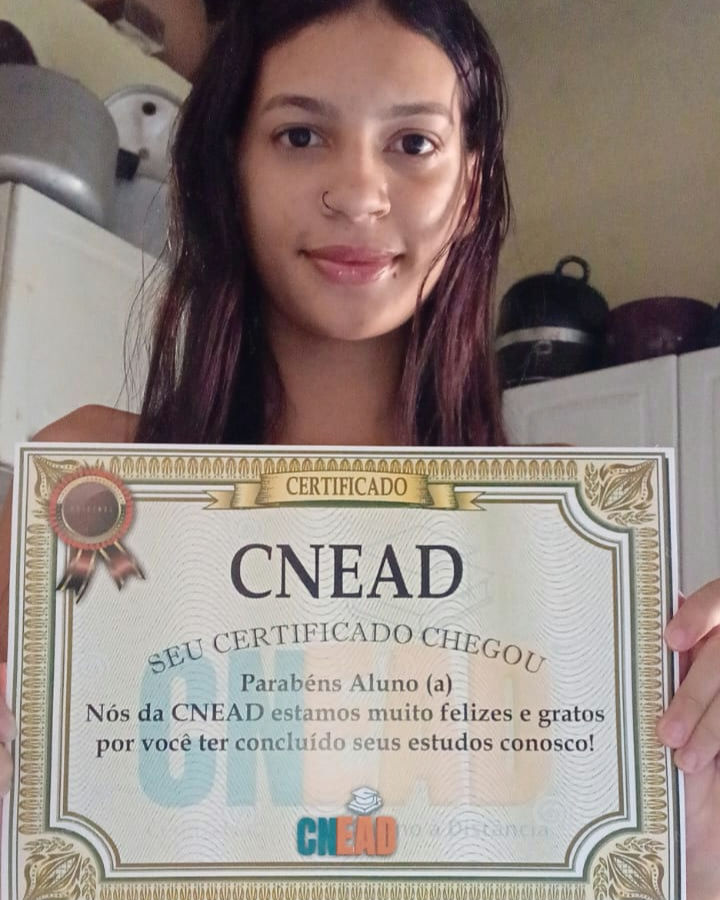 CERTIFICADO
CNEAD
SEU CERTIFICADO CHEGOU
Parabéns Aluno (a)
Nós da CNEAD estamos muito felizes e gratos
por você ter concluído seus estudos conosco!
CNEAD
a Distância